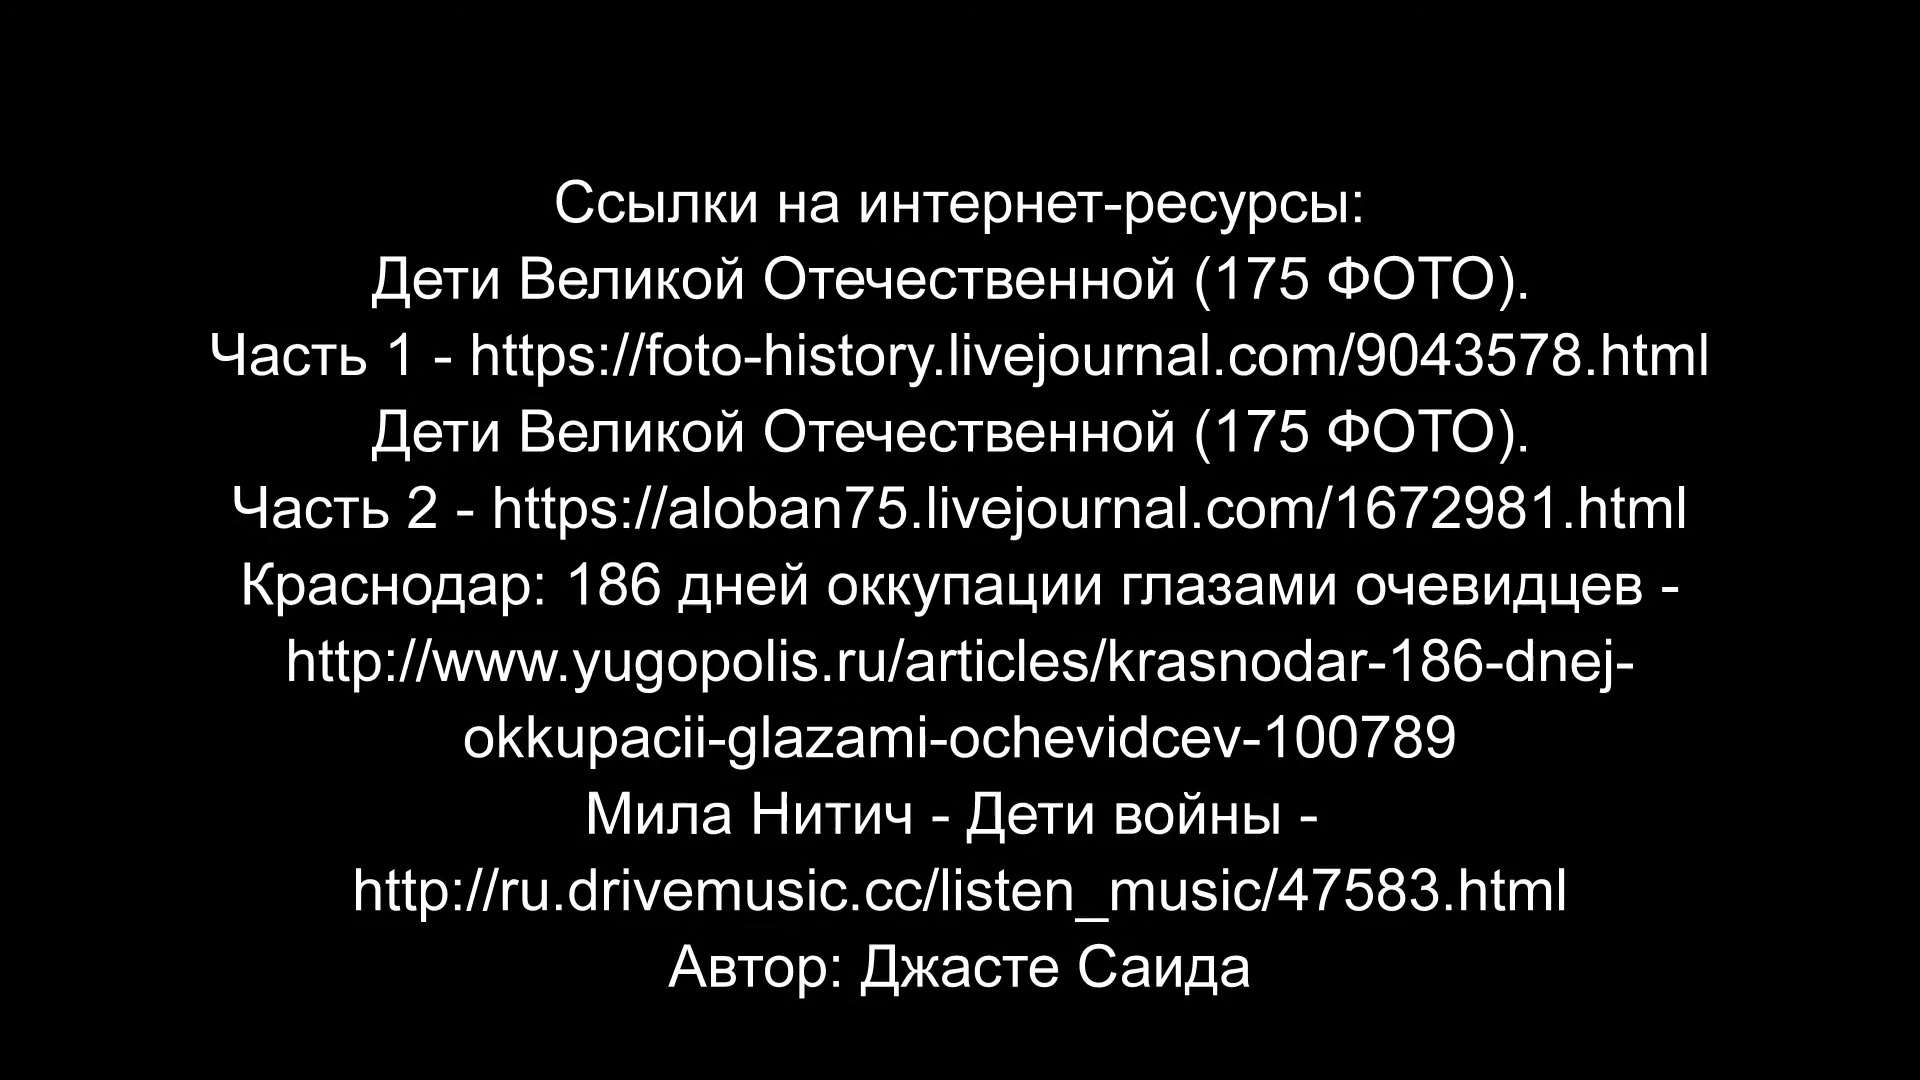 Ссылки на интернет-ресурсы:
Дети Великой Отечественной (175 ФОТО).
Часть 1 - https://foto-history.livejournal.com/9043578.html
Дети Великой Отечественной (175 ФОТО).
Часть 2 - https://aloban75.livejournal.com/1672981.html
Краснодар: 186 дней оккупации глазами очевидцев -
http://www.yugopolis.ru/articles/krasnodar-186-dnej-
okkupacii-glazami-ochevidcev-100789
Мила Нитич - Дети войны -
http://ru.drivemusic.cc/listen_music/47583.html
Автор: Джасте Саида